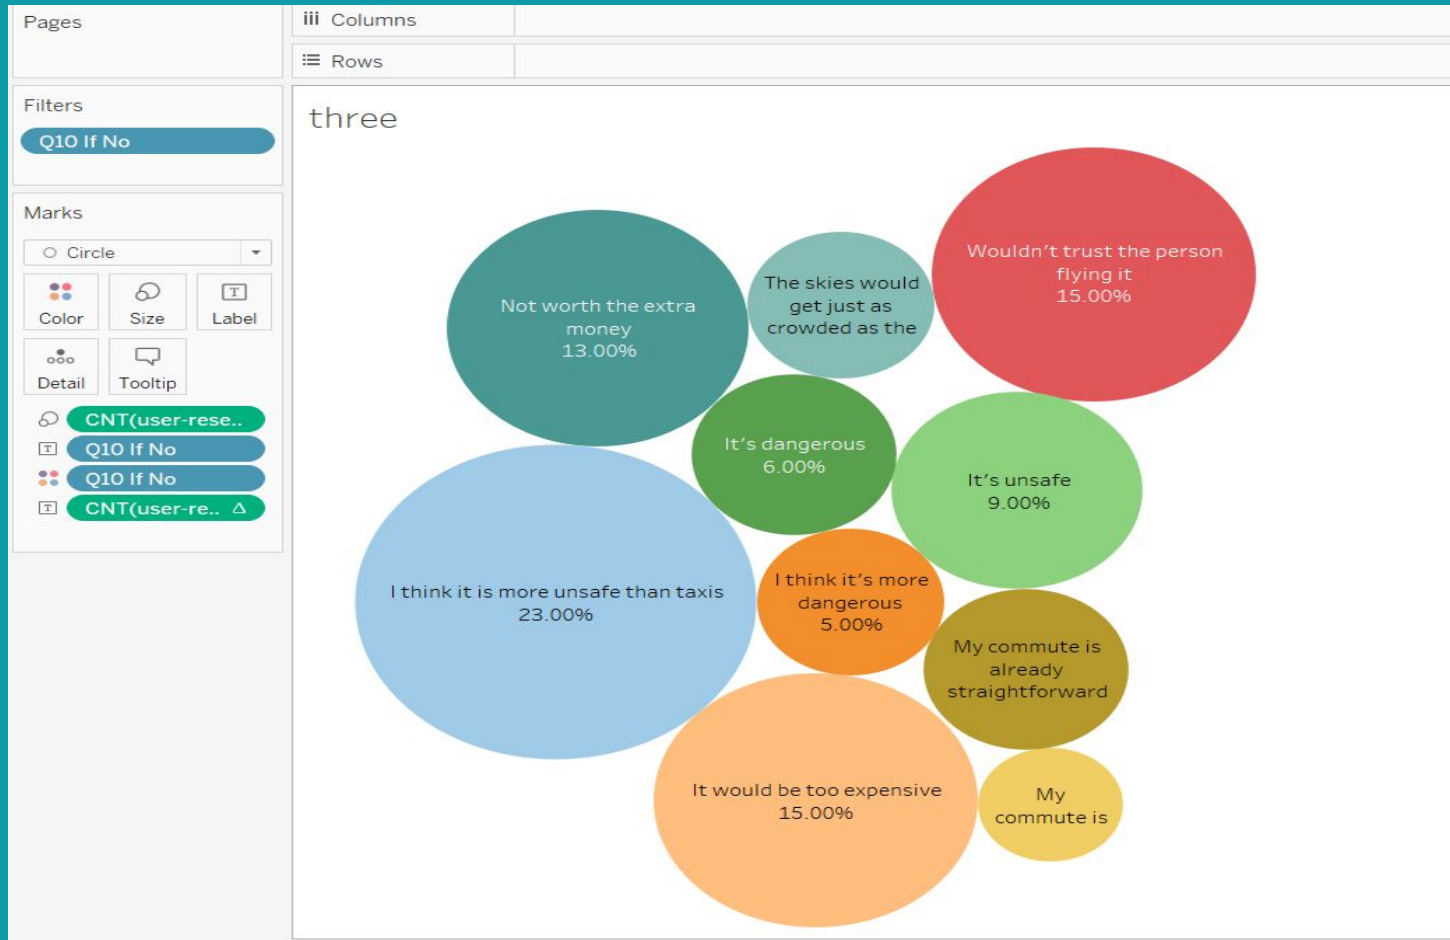 Pages
Columns
Rows
Filters
Q10 If No
Marks
Circle
Color
Size
Label
Detail
Tooltip
CNT(user-rese..
Q10 If No
Q10 If No
CNT(user-re.. Δ
three
Not worth the extra
money
13.00%
The skies would
get just as
crowded as the
Wouldn't trust the person
flying it
15.00%
It's dangerous
6.00%
It's unsafe
9.00%
I think it is more unsafe than taxis
23.00%
I think it's more
dangerous
5.00%
My commute is
already
straightforward
It would be too expensive
15.00%
My
commute is